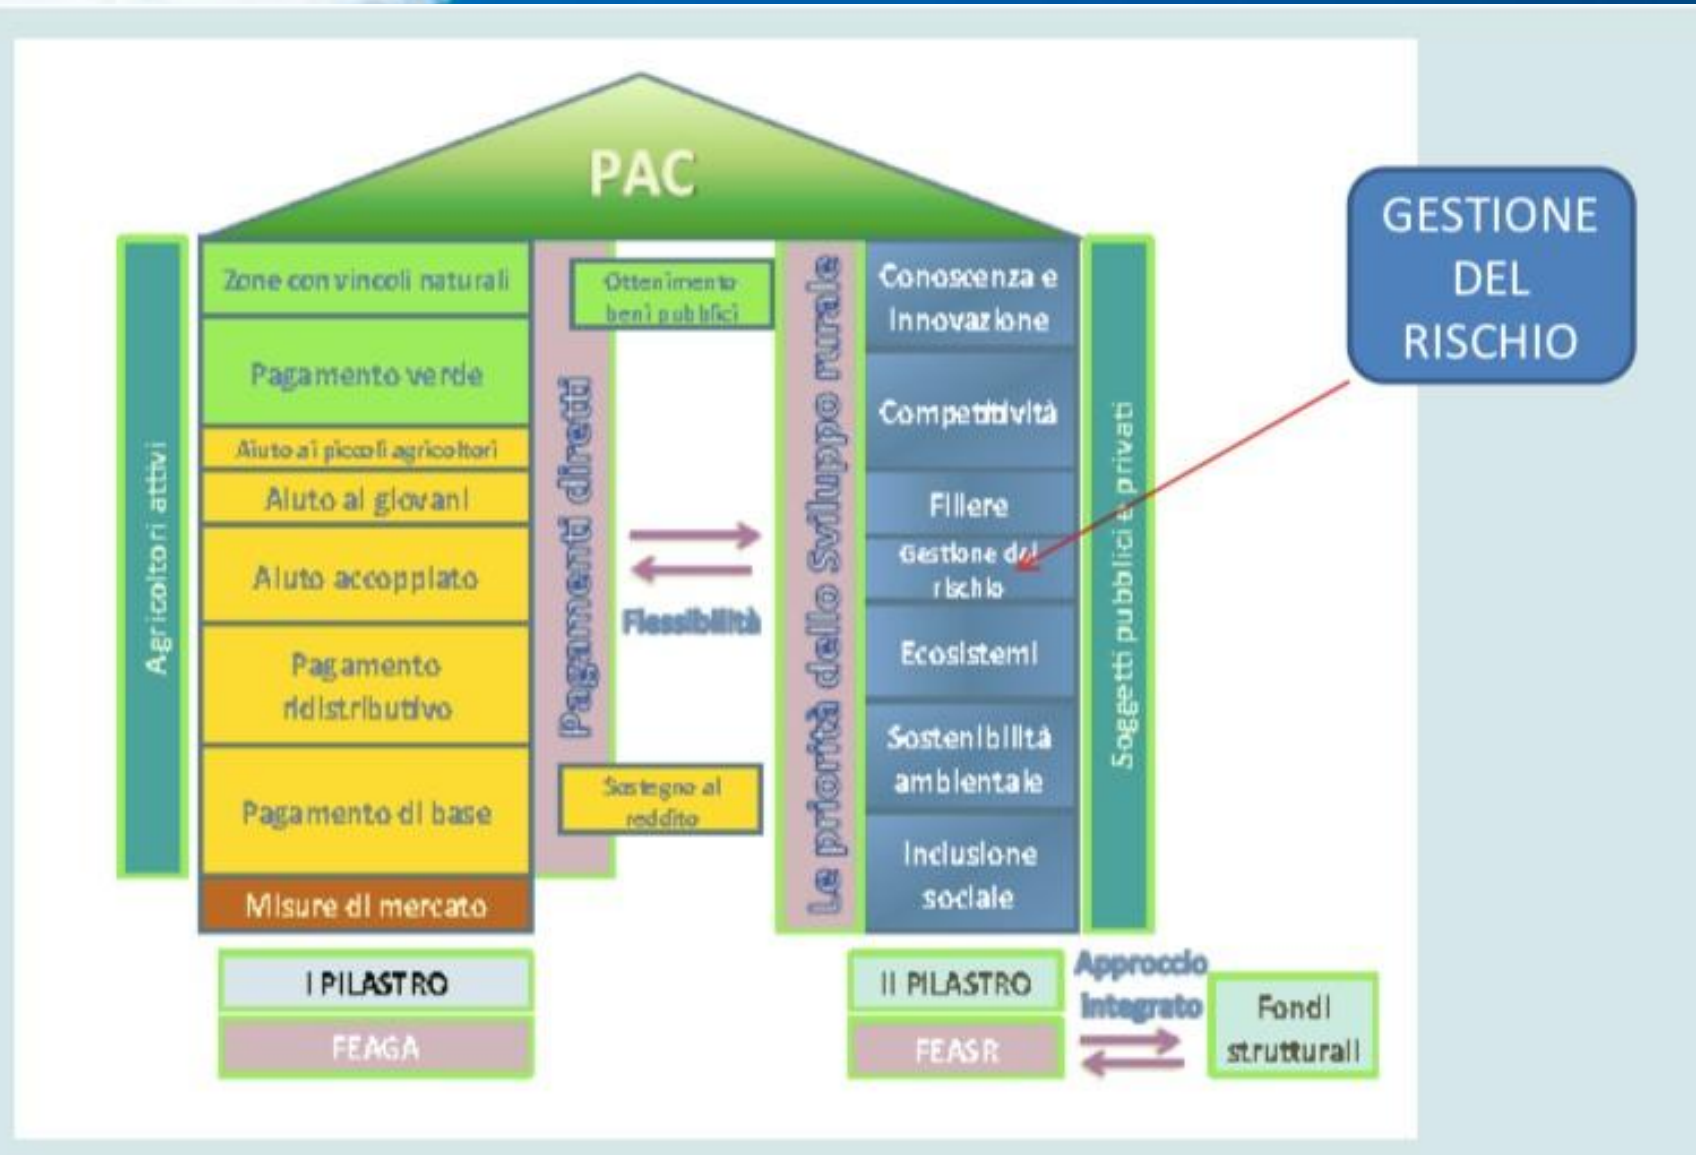 PAC
GESTIONE
DEL
RISCHIO
Agricoltori attivi
Zone con vincoli naturali
Pagamento verde
Aiuto ai piccoli agricoltori
Aiuto ai giovani
Aiuto accoppiato
Pagamento
ridistributivo
Pagamento di base
Misure di mercato
Pagamenti diretti
Ottenimento
beni pubblici
Flessibilità
Sostegno al
reddito
Le priorità dello Sviluppo rurale
Conoscenza e
Innovazione
Competitività
Filiere
Gestione del
rischio
Ecosistemi
Sostenibilità
ambientale
Inclusione
sociale
Soggetti pubblici e privati
I PILASTRO
FEAGA
II PILASTRO
FEASR
Approccio
integrato
Fondi
strutturali